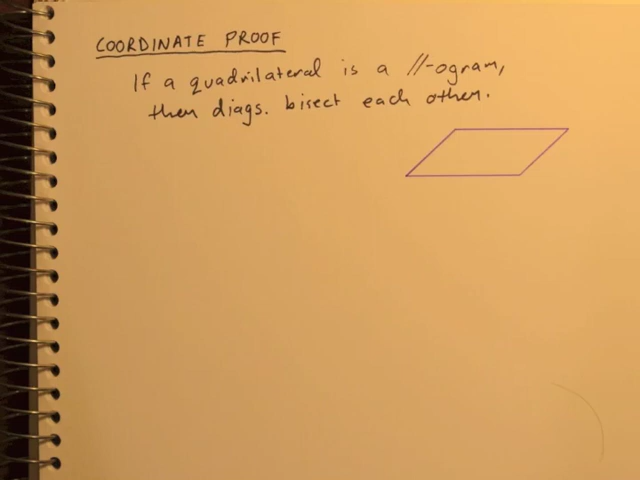 COORDINATE PROOF
If a quadrilateral is a //-ogram,
then diags. bisect each other.